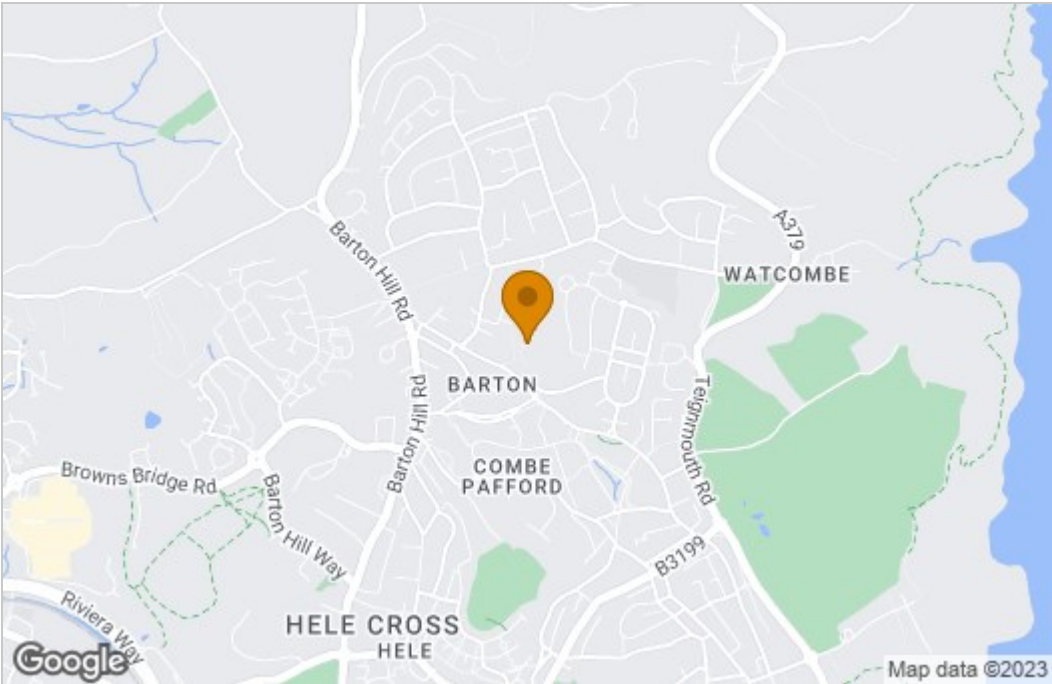 Barton Hill Rd
A379
WATCOMBE
BARTON
Barton Hill Rd
Teignmouth Rd
COMBE
PAFFORD
Browns Bridge Rd
Barton Hill Way
B3199
Riviera Way
HELE CROSS
HELE
Google
Map data ©2023